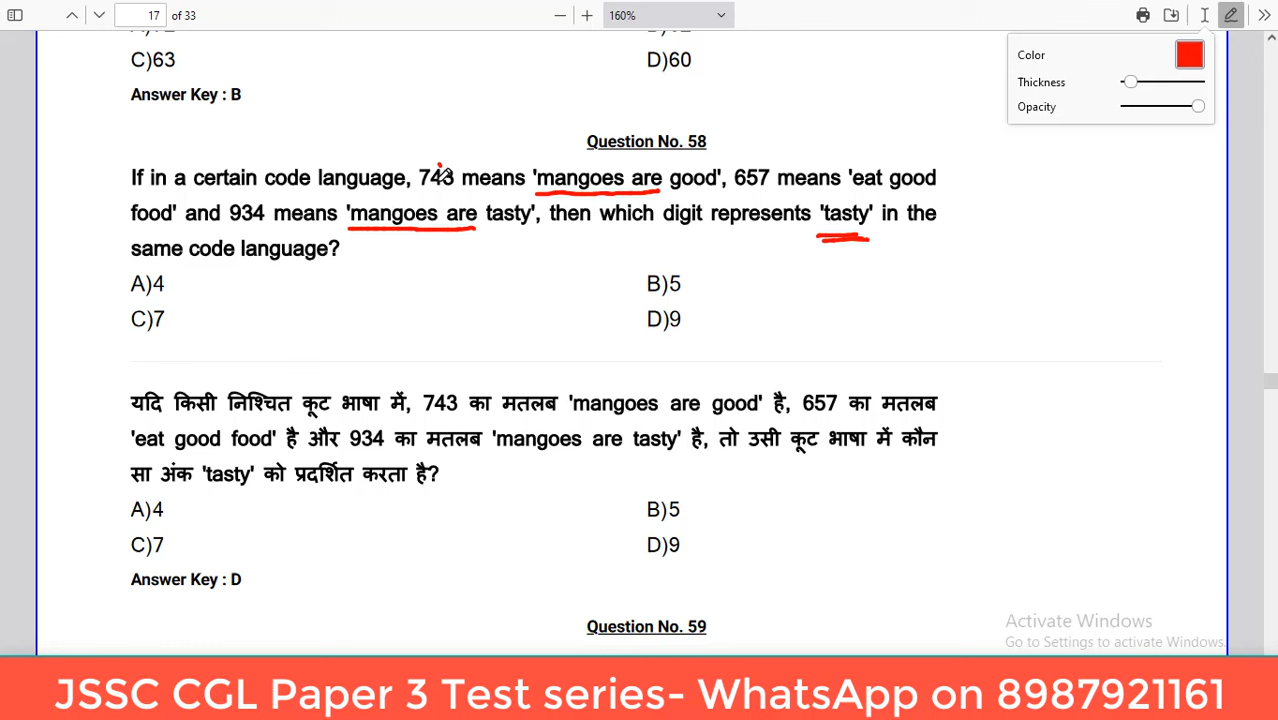 17 of 33
160%
C)63 D)60
Answer Key : B
Color
Thickness
Opacity
Question No. 58
If in a certain code language, 743 means 'mangoes are good', 657 means 'eat good
food' and 934 means 'mangoes are tasty', then which digit represents 'tasty' in the
same code language?
A)4 B)5
C)7 D)9
यदि किसी निश्चित कूट भाषा में, 743 का मतलब 'mangoes are good' है, 657 का मतलब
'eat good food' है और 934 का मतलब 'mangoes are tasty' है, तो उसी कूट भाषा में कौन
सा अंक 'tasty' को प्रदर्शित करता है?
A)4 B)5
C)7 D)9
Answer Key : D
Question No. 59
Activate Windows
Go to Settings to activate Windows.
JSSC CGL Paper 3 Test series- WhatsApp on 8987921161